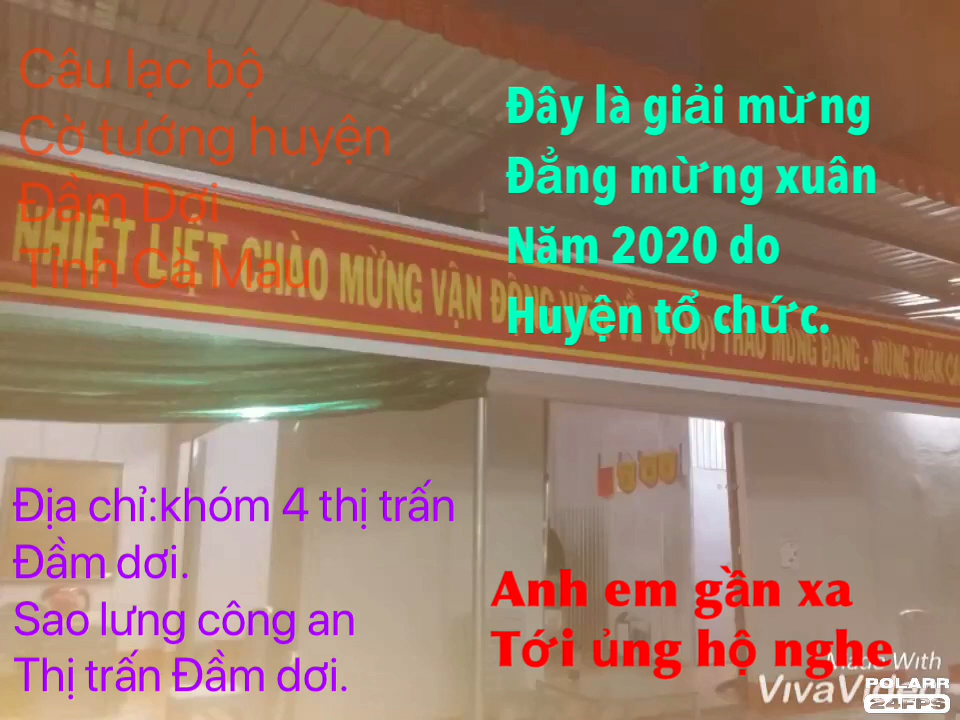 Câu lạc bộ
Cờ tướng huyện
Đầm Dơi
Tỉnh Cà Mau
Đây là giải mừng
Đẳng mừng xuân
Năm 2020 do
Huyện tổ chức.
NHIỆT LIỆT CHÀO MỪNG VẬN ĐỘNG VIÊN VỀ DỰ HỘI THAO MỪNG ĐẢNG - MỪNG XUÂN
Địa chỉ:khóm 4 thị trấn
Đầm dơi.
Sao lưng công an
Thị trấn Đầm dơi.
Anh em gần xa
Tới ủng hộ nghe
Made With
VivaVideo
POLARR
24FPS